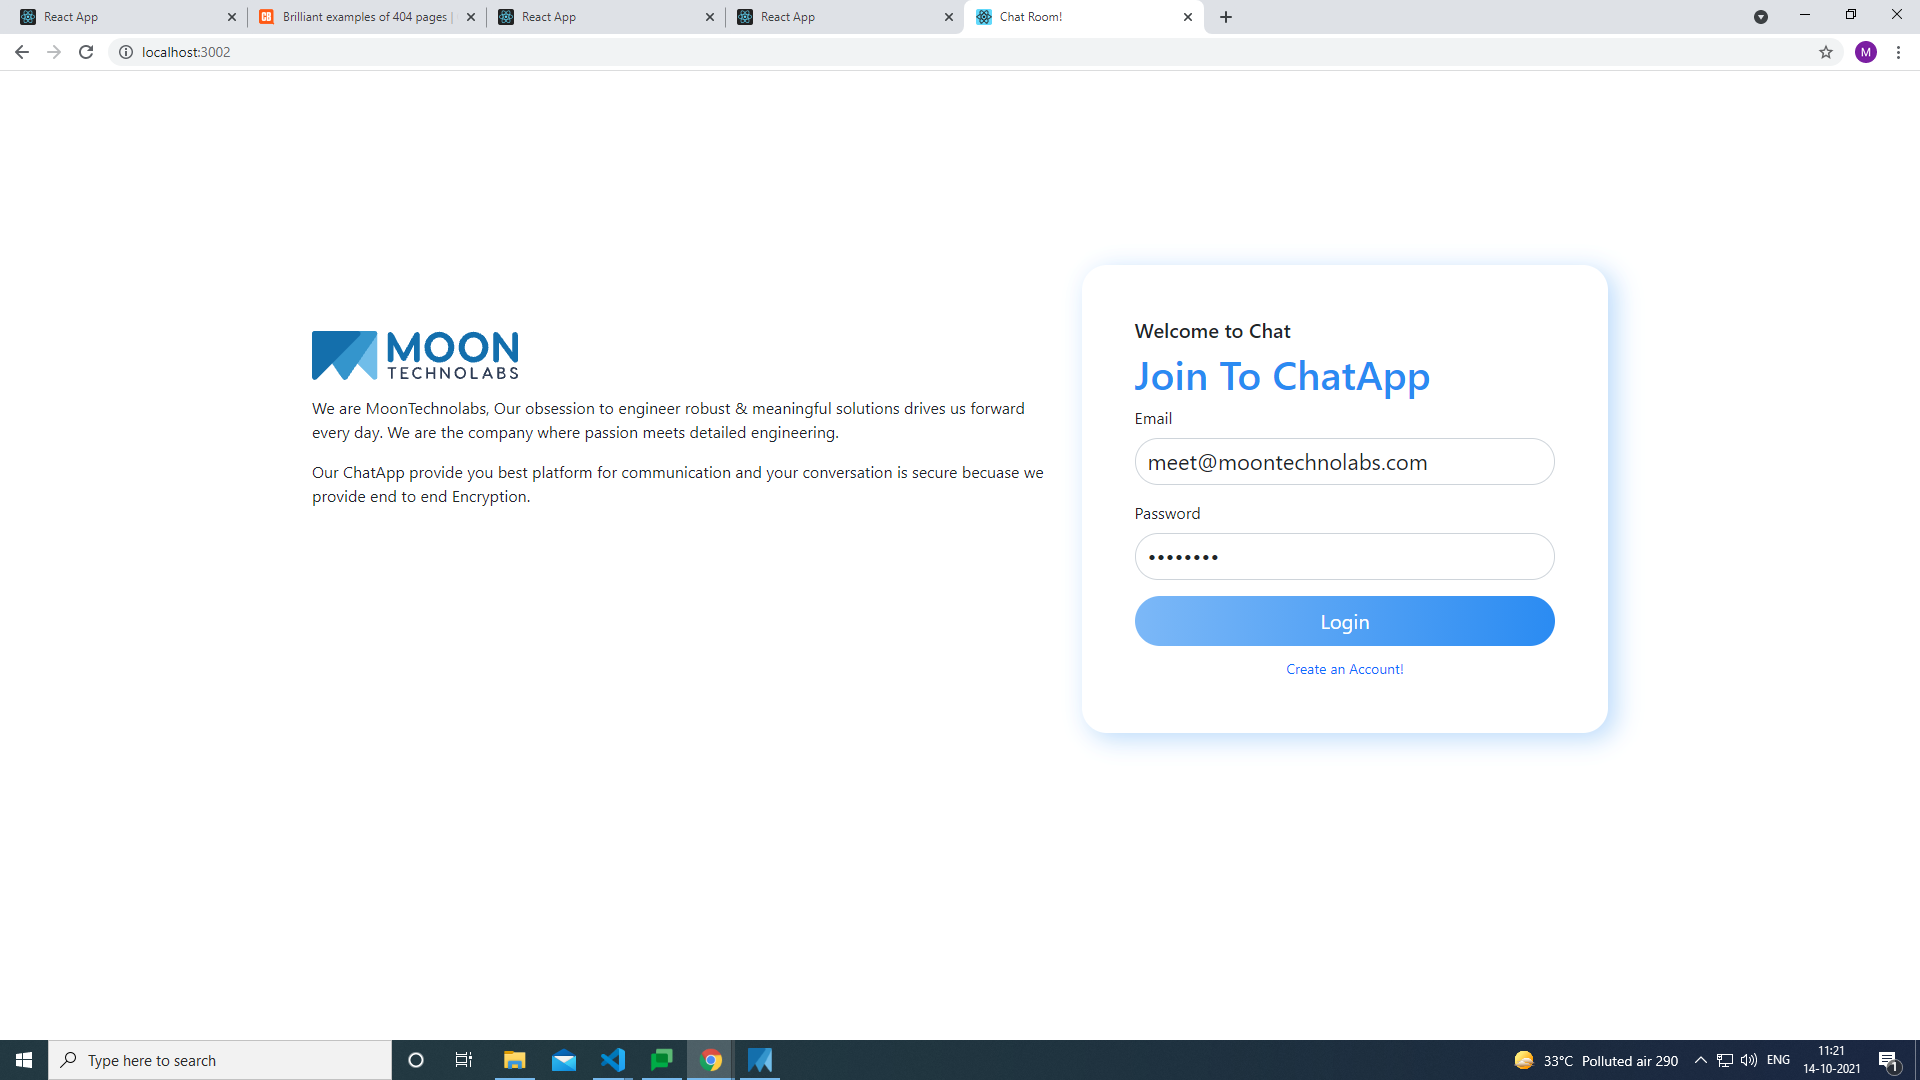 React App
Brilliant examples of 404 pages |
React App
React App
Chat Room!
localhost:3002
M
MOON
TECHNOLABS
We are MoonTechnolabs, Our obsession to engineer robust & meaningful solutions drives us forward
every day. We are the company where passion meets detailed engineering.
Our ChatApp provide you best platform for communication and your conversation is secure becuase we
provide end to end Encryption.
Welcome to Chat
Join To ChatApp
Email
meet@moontechnolabs.com
Password
••••••••
Login
Create an Account!
Type here to search
33°C Polluted air 290
ENG
11:21
14-10-2021
1